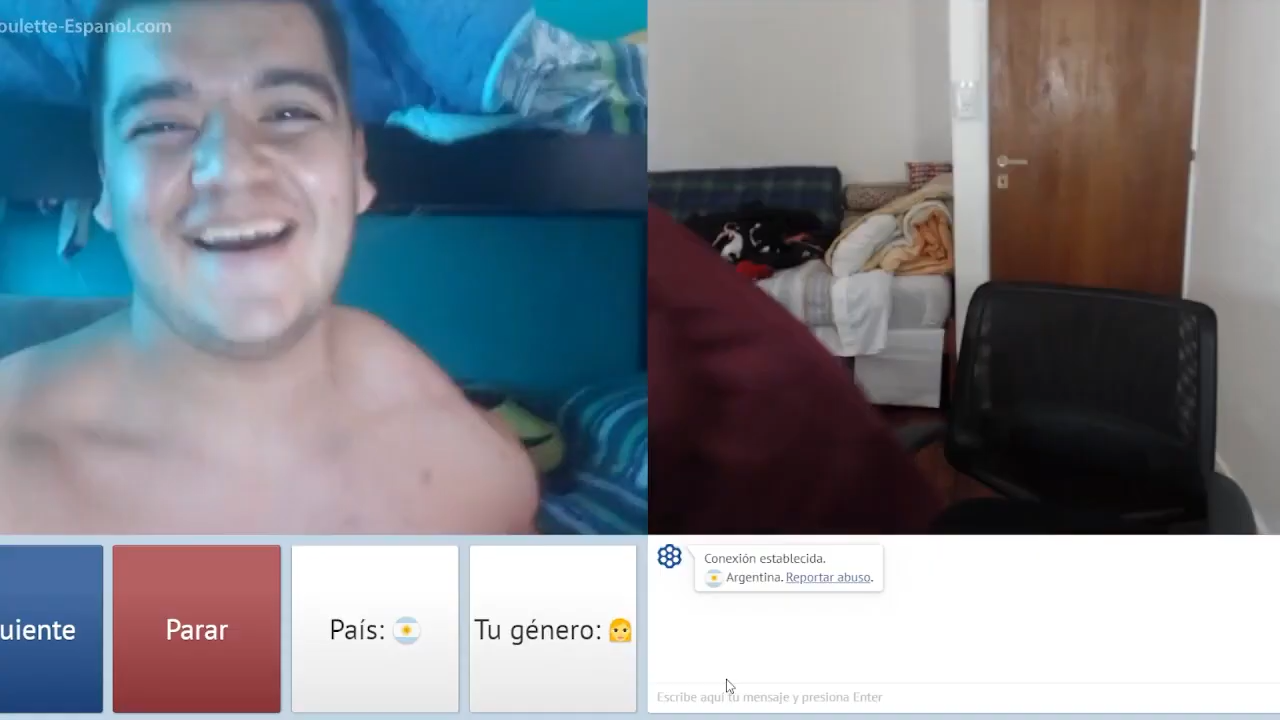 oulette-Espanol.com
Conexión establecida.
Argentina. Reportar abuso.
uiente
Parar
País:
Tu género:
Escribe aquí tu mensaje y presiona Enter